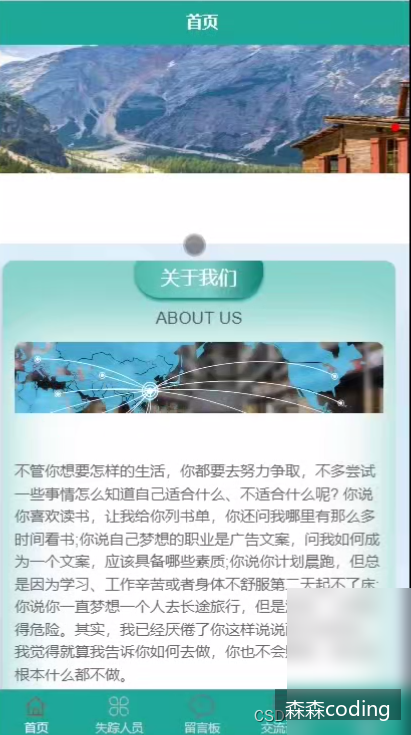 首页
关于我们
ABOUT US
不管你想要怎样的生活，你都要去努力争取，不多尝试
一些事情怎么知道自己适合什么、不适合什么呢? 你说
你喜欢读书，让我给你列书单，你还问我哪里有那么多
时间看书;你说自己梦想的职业是广告文案，问我如何成
为一个文案，应该具备哪些素质;你说你计划晨跑，但总
是因为学习、工作辛苦或者身体不舒服第二天起不了床;
你说你一直梦想一个人去长途旅行，但是
得危险。其实，我已经厌倦了你这样说说
我觉得就算我告诉你如何去做，你也不会
根本什么都不做。
森森coding
CSD
首页
失踪人员
留言板
交流